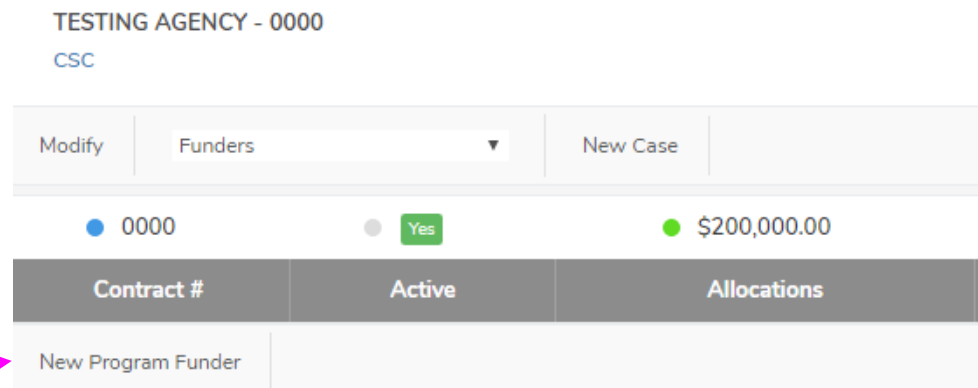 TESTING AGENCY - 0000
CSC
Modify Funders ▼ New Case
0000 Yes $200,000.00
Contract # Active Allocations
New Program Funder